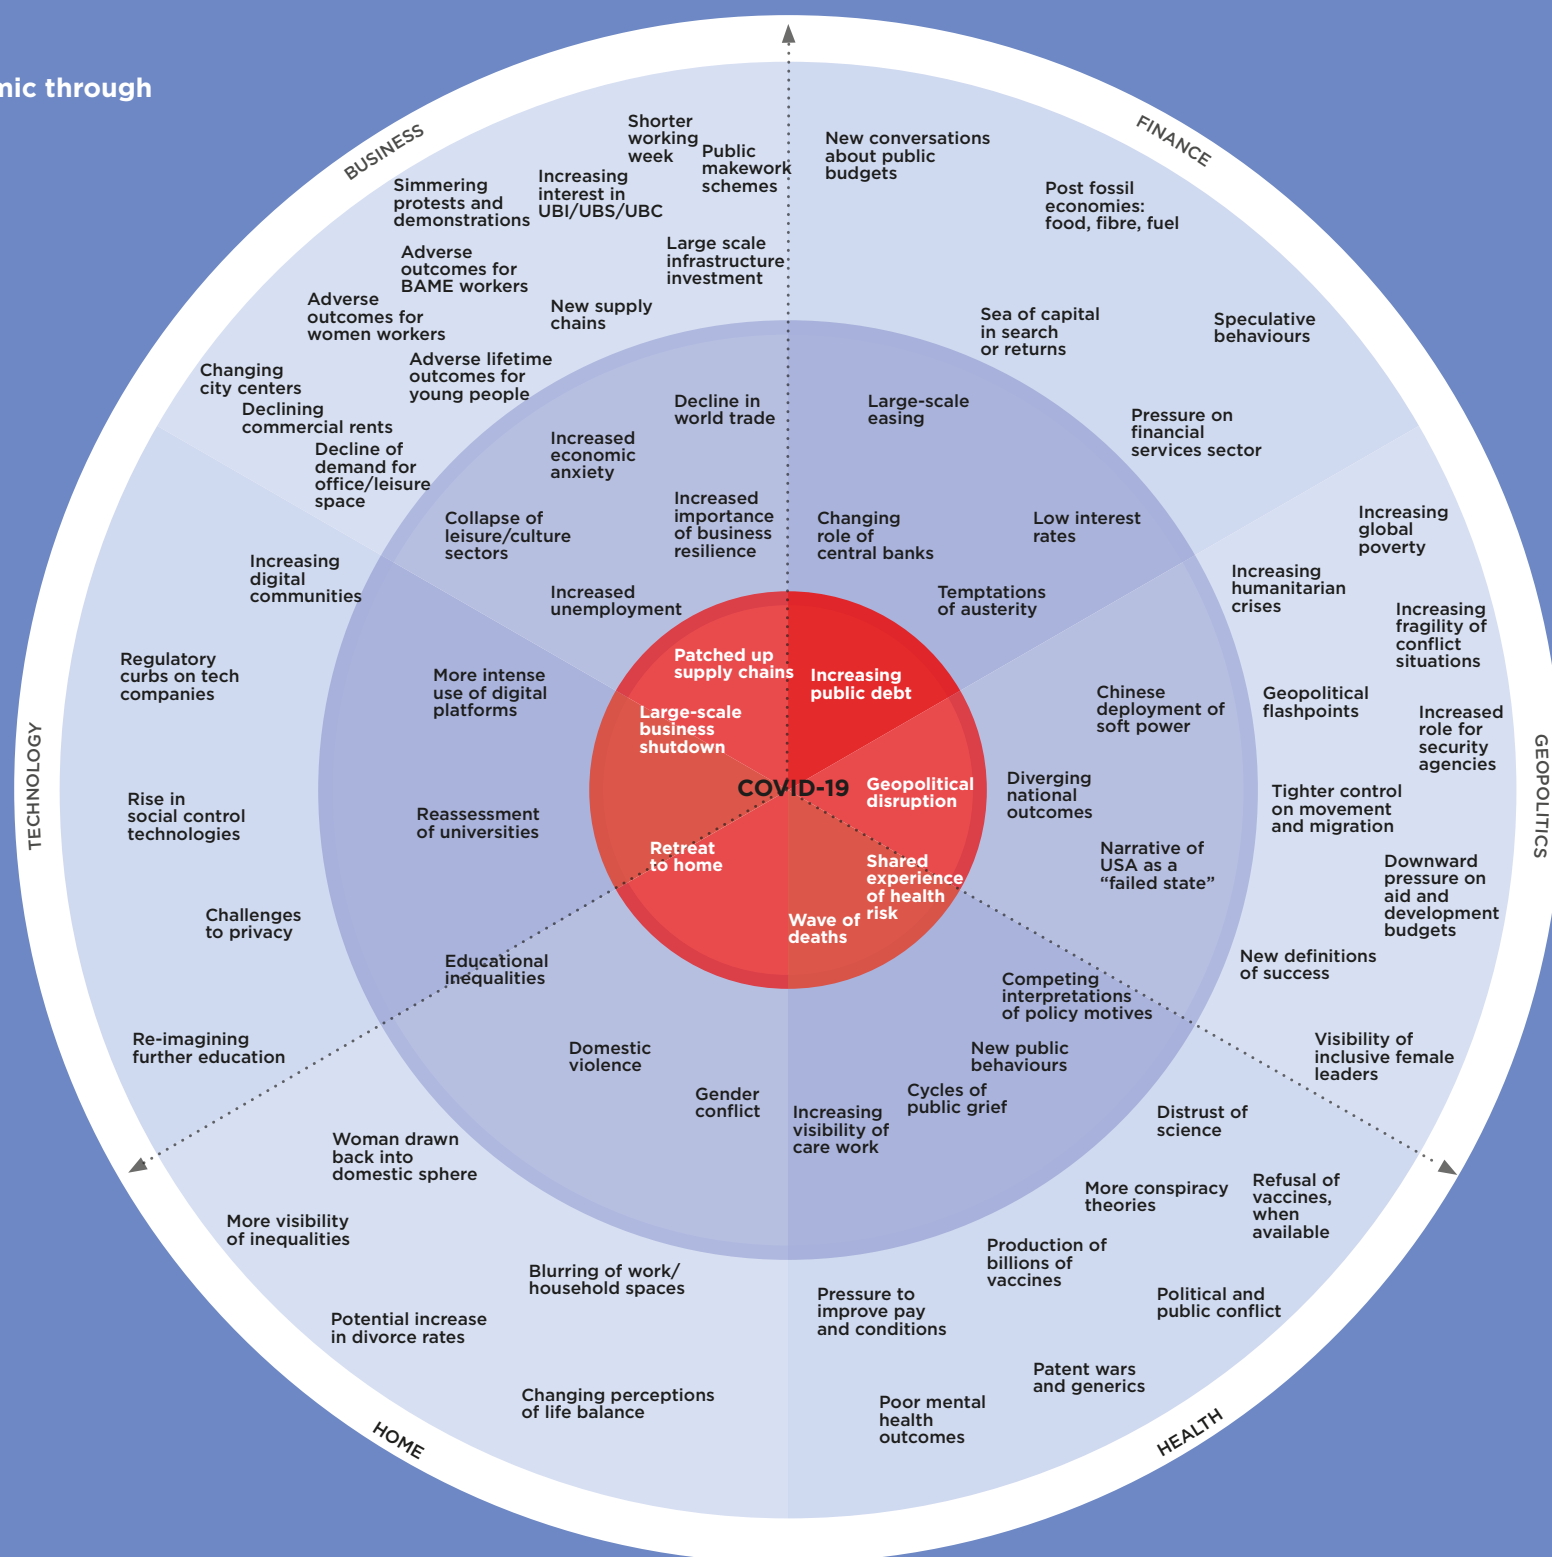 mic through
BUSINESS
FINANCE
GEOPOLITICS
HEALTH
HOME
TECHNOLOGY
Shorter
working
week
Public
makework
schemes
Simmering
protests and
demonstrations
Increasing
interest in
UBI/UBS/UBC
Adverse
outcomes for
BAME workers
Large scale
infrastructure
investment
Adverse
outcomes for
women workers
New supply
chains
Changing
city centers
Adverse lifetime
outcomes for
young people
Declining
commercial rents
Decline of
demand for
office/leisure
space
Decline in
world trade
Increased
economic
anxiety
Increased
importance
of business
resilience
Collapse of
leisure/culture
sectors
Increased
unemployment
Patched up
supply chains
Large-scale
business
shutdown
New conversations
about public
budgets
Post fossil
economies:
food, fibre, fuel
Sea of capital
in search
or returns
Speculative
behaviours
Pressure on
financial
services sector
Large-scale
easing
Changing
role of
central banks
Low interest
rates
Temptations
of austerity
Increasing
public debt
Increasing
global
poverty
Increasing
humanitarian
crises
Increasing
fragility of
conflict
situations
Geopolitical
flashpoints
Increased
role for
security
agencies
Tighter control
on movement
and migration
Downward
pressure on
aid and
development
budgets
New definitions
of success
Visibility of
inclusive female
leaders
Chinese
deployment of
soft power
Diverging
national
outcomes
Narrative of
USA as a
“failed state”
Geopolitical
disruption
COVID-19
Shared
experience
of health
risk
Wave of
deaths
Competing
interpretations
of policy motives
New public
behaviours
Cycles of
public grief
Increasing
visibility of
care work
Distrust of
science
More conspiracy
theories
Refusal of
vaccines,
when
available
Production of
billions of
vaccines
Political and
public conflict
Pressure to
improve pay
and conditions
Patent wars
and generics
Poor mental
health
outcomes
Retreat
to home
Educational
inequalities
Domestic
violence
Gender
conflict
Woman drawn
back into
domestic sphere
More visibility
of inequalities
Blurring of work/
household spaces
Potential increase
in divorce rates
Changing perceptions
of life balance
Increasing
digital
communities
Regulatory
curbs on tech
companies
More intense
use of digital
platforms
Rise in
social control
technologies
Reassessment
of universities
Challenges
to privacy
Re-imagining
further education